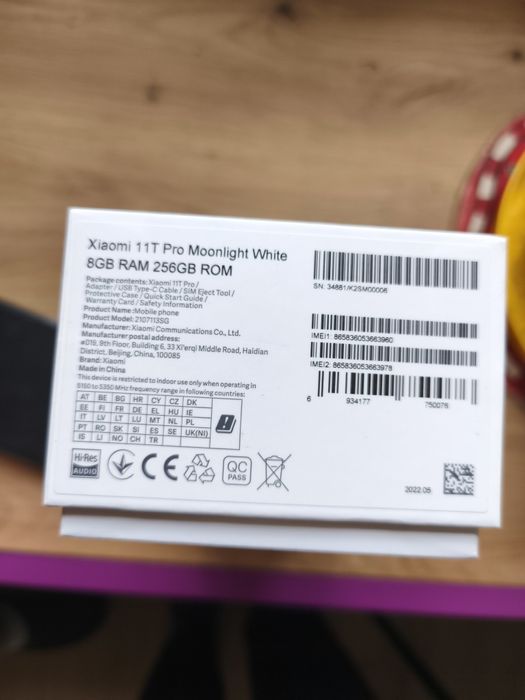 Xiaomi 11T Pro Moonlight White
8GB RAM 256GB ROM
Package contents: Xiaomi 11T Pro /
Adapter / USB Type-C Cable / SIM Eject Tool /
Protective Case / Quick Start Guide /
Warranty Card / Safety Information
Product Name:Mobile phone
Product Model: 2107113SG
Manufacturer: Xiaomi Communications Co., Ltd.
Manufacturer postal address:
#019, 9th Floor, Building 6, 33 Xi'erqi Middle Road, Haidian
District, Beijing, China, 100085
Brand: Xiaomi
Made in China
This device is restricted to indoor use only when operating in
5150 to 5350 MHz frequency range in following countries:
AT BE BG HR CY CZ DK
EE FI FR DE EL HU IE
IT LV LT LU MT NL PL
PT RO SK SI ES SE UK(NI)
IS LI NO CH TR
Hi-Res
AUDIO
CE
QC
PASS
SN: 34881/K2SM00006
IMEI1: 865836053663960
IMEI2: 865836053663978
6 934177 750076
2022.05